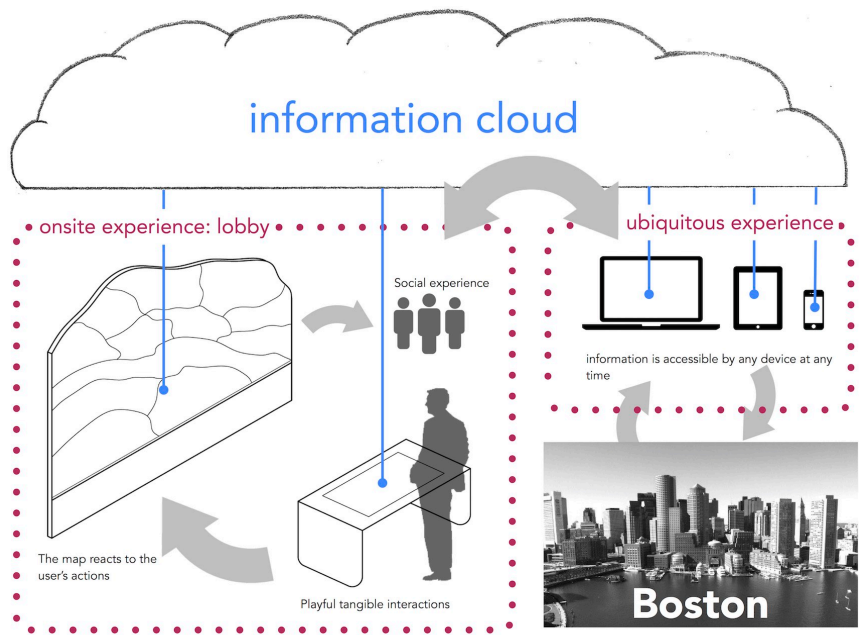 information cloud
onsite experience: lobby
ubiquitous experience
Social experience
information is accessible by any device at any
time
The map reacts to the
user's actions
Playful tangible interactions
Boston